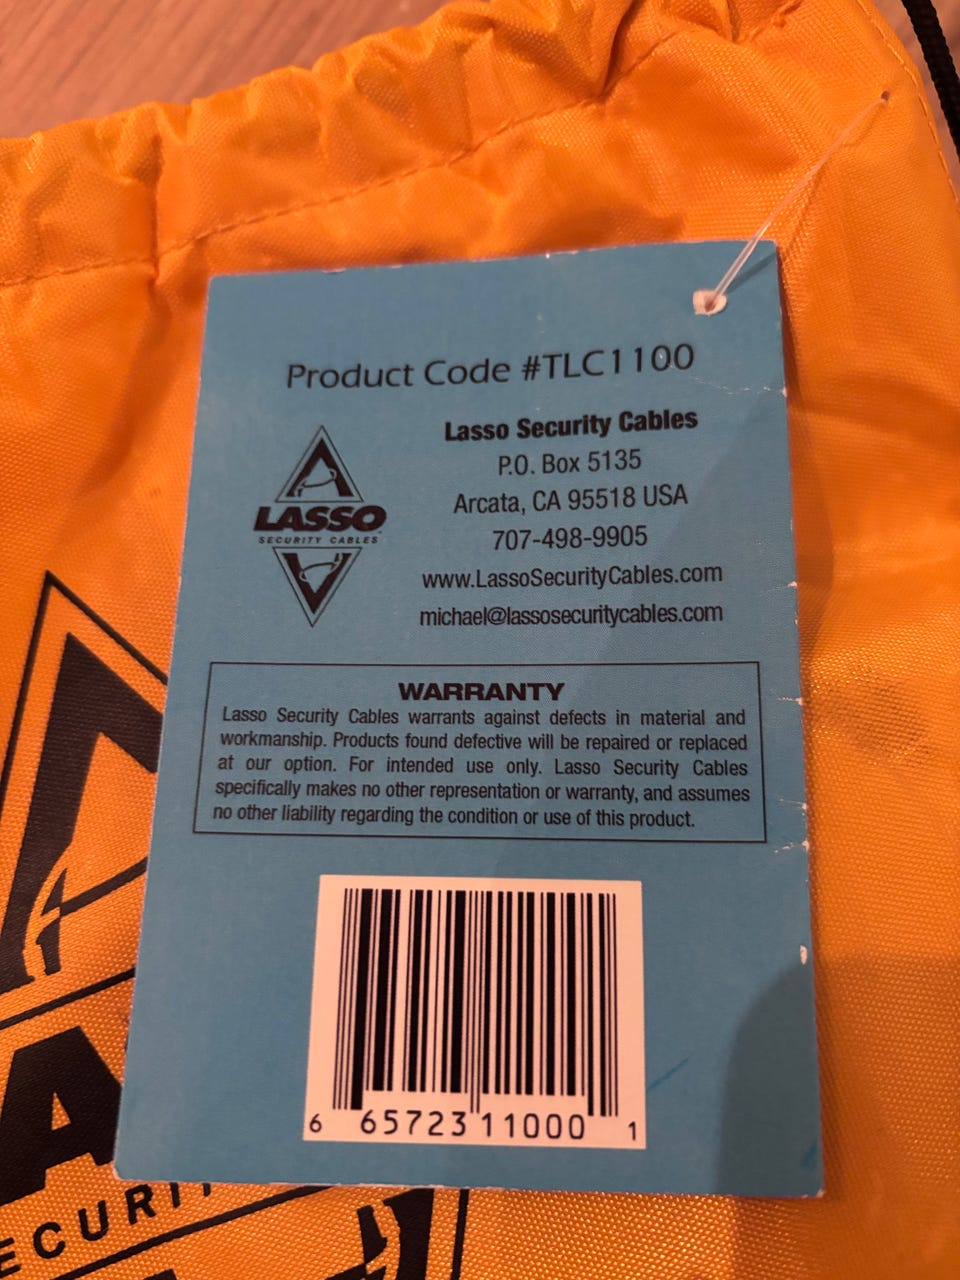 Product Code #TLC1100
Lasso Security Cables
P.O. Box 5135
Arcata, CA 95518 USA
707-498-9905
www.LassoSecurityCables.com
michael@lassosecuritycables.com
LASSO
SECURITY CABLES
WARRANTY
Lasso Security Cables warrants against defects in material and
workmanship. Products found defective will be repaired or replaced
at our option. For intended use only. Lasso Security Cables
specifically makes no other representation or warranty, and assumes
no other liability regarding the condition or use of this product.
6 65723 11000 1
A
ECURI